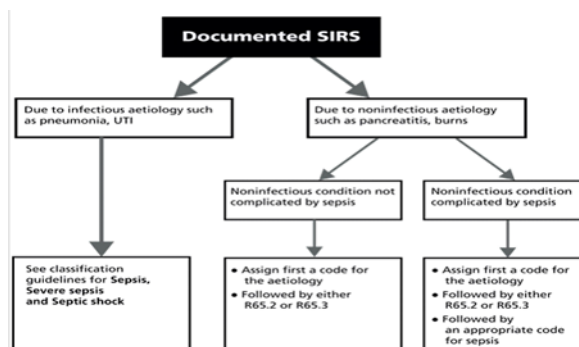 Documented SIRS
Due to infectious aetiology such
as pneumonia, UTI
Due to noninfectious aetiology
such as pancreatitis, burns
Noninfectious condition not
complicated by sepsis
Noninfectious condition
complicated by sepsis
See classification
guidelines for Sepsis,
Severe sepsis
and Septic shock
• Assign first a code for
the aetiology
• Followed by either
R65.2 or R65.3
• Assign first a code for
the aetiology
• Followed by either
R65.2 or R65.3
• Followed by
an appropriate code
for sepsis